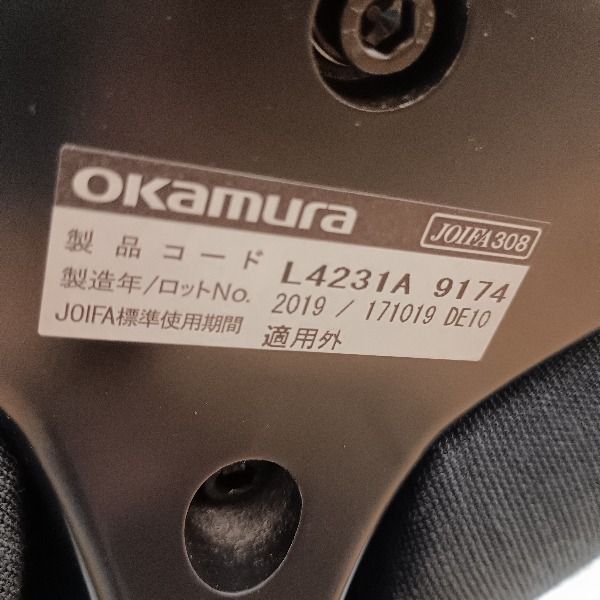 OKamura
JOIFA308
製品コード L4231A 9174
製造年/ロットNo. 2019 / 171019 DE10
JOIFA標準使用期間 適用外